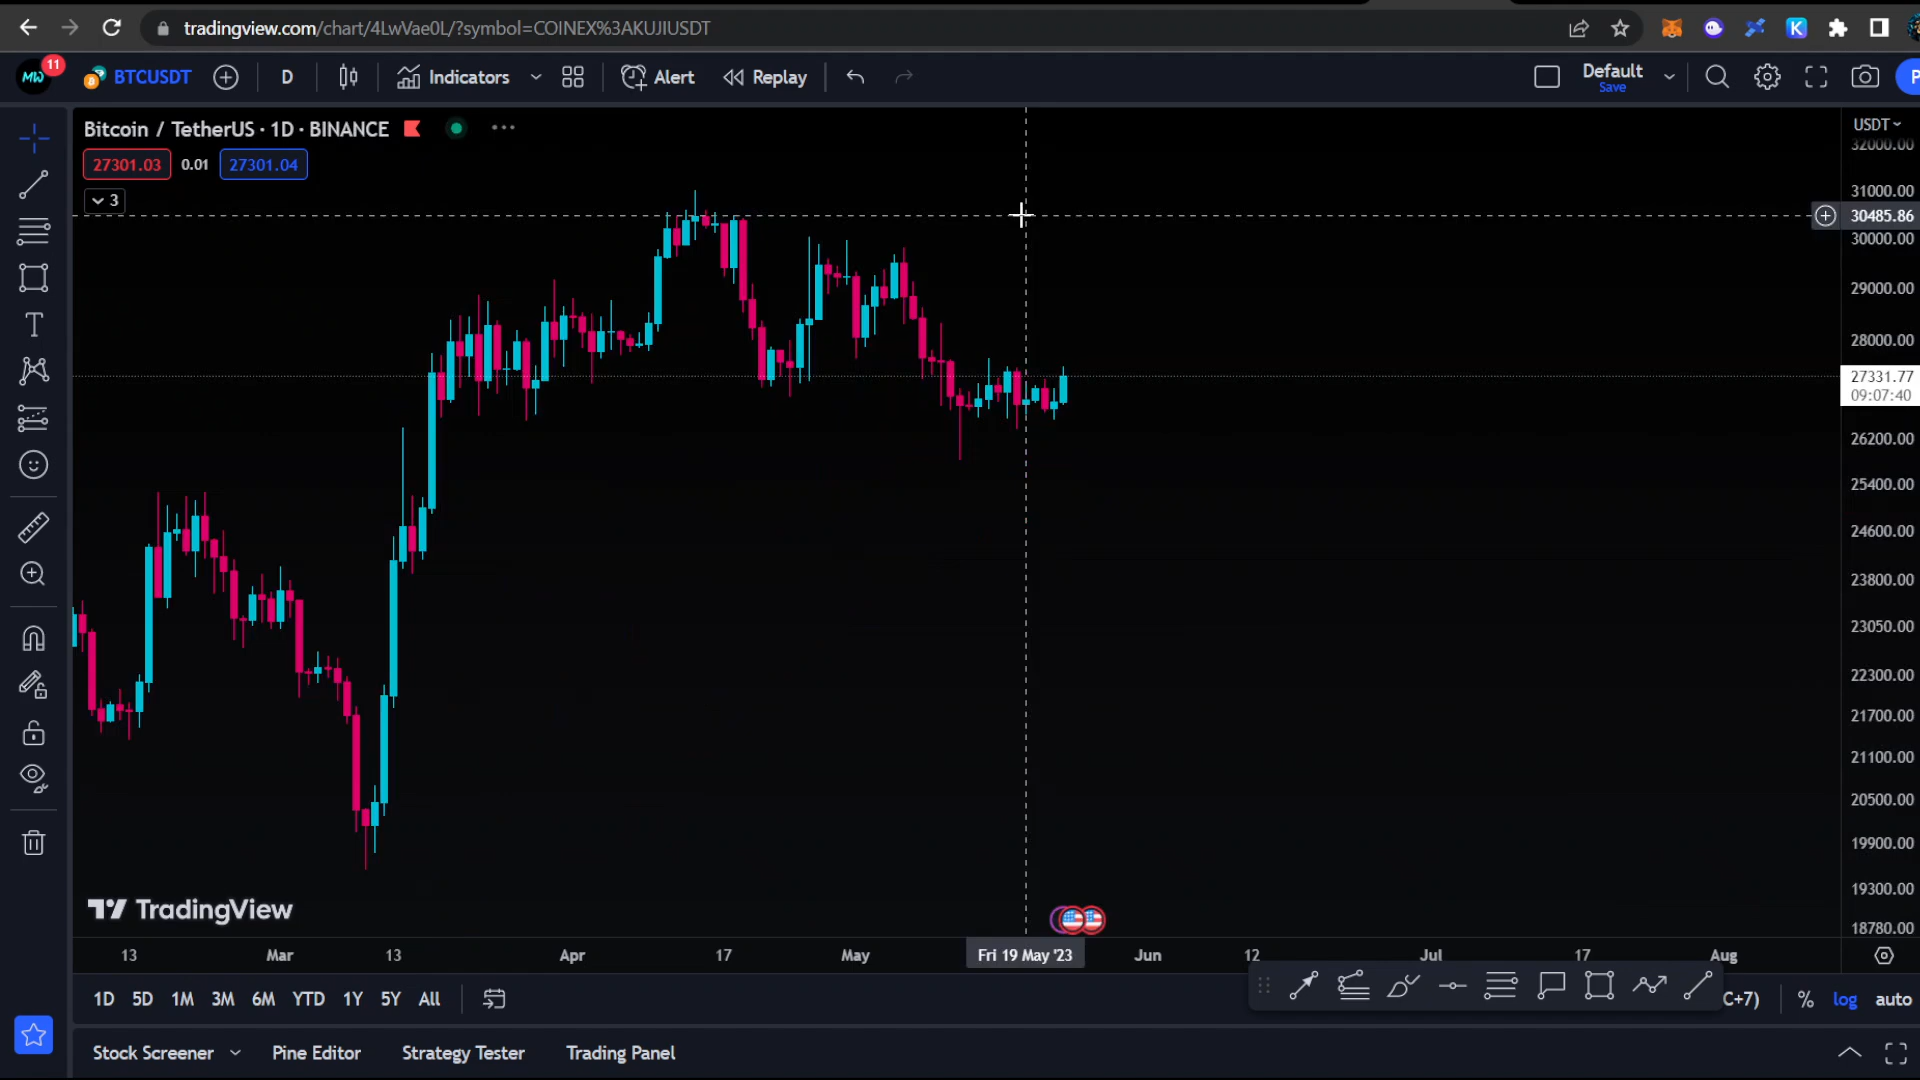 tradingview.com/chart/4LwVae0L/?symbol=COINEX%3AKUJIUSDT
K
MW 11 BTCUSDT D Indicators Alert Replay Default Save P
Bitcoin / TetherUS · 1D · BINANCE
27301.03 0.01 27301.04
3
USDT
32000.00
31000.00
30485.86
30000.00
29000.00
28000.00
27331.77
09:07:40
26200.00
25400.00
24600.00
23800.00
23050.00
22300.00
21700.00
21100.00
20500.00
19900.00
19300.00
18780.00
TradingView
13 Mar 13 Apr 17 May Fri 19 May '23 Jun 12 Jul 17 Aug
1D 5D 1M 3M 6M YTD 1Y 5Y All C+7) % log auto
Stock Screener Pine Editor Strategy Tester Trading Panel